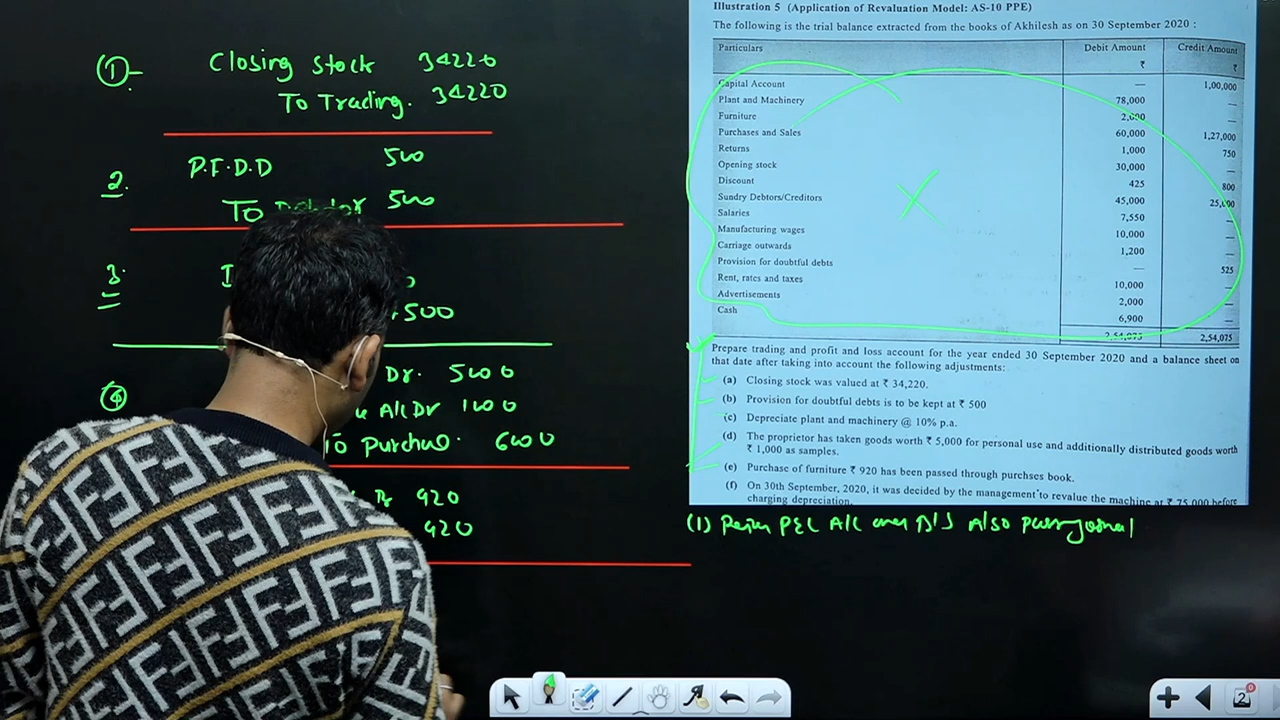 ①- Closing stock 34220
To Trading. 34220
2. P.F.D.D 500
To Debtor 500
3:
500
④ Dr. 5000
A/c Dr 1000
To Purchase. 6000
Dr 920
920
Illustration 5 (Application of Revaluation Model: AS-10 PPE)
The following is the trial balance extracted from the books of Akhilesh as on 30 September 2020 :
Particulars Debit Amount Credit Amount
₹ ₹
Capital Account — 1,00,000
Plant and Machinery 78,000 —
Furniture 2,000 —
Purchases and Sales 60,000 1,27,000
Returns 1,000 750
Opening stock 30,000 —
Discount 425 800
Sundry Debtors/Creditors 45,000 25,000
Salaries 7,550 —
Manufacturing wages 10,000 —
Carriage outwards 1,200 —
Provision for doubtful debts — 525
Rent, rates and taxes 10,000 —
Advertisements 2,000 —
Cash 6,900 —
2,54,075 2,54,075
Prepare trading and profit and loss account for the year ended 30 September 2020 and a balance sheet on
that date after taking into account the following adjustments:
(a) Closing stock was valued at ₹ 34,220.
(b) Provision for doubtful debts is to be kept at ₹ 500
(c) Depreciate plant and machinery @ 10% p.a.
(d) The proprietor has taken goods worth ₹ 5,000 for personal use and additionally distributed goods worth
₹ 1,000 as samples.
(e) Purchase of furniture ₹ 920 has been passed through purchses book.
(f) On 30th September, 2020, it was decided by the management to revalue the machine at ₹ 75,000 before
charging depreciation.
(1) P&L A/C B/S Also
2